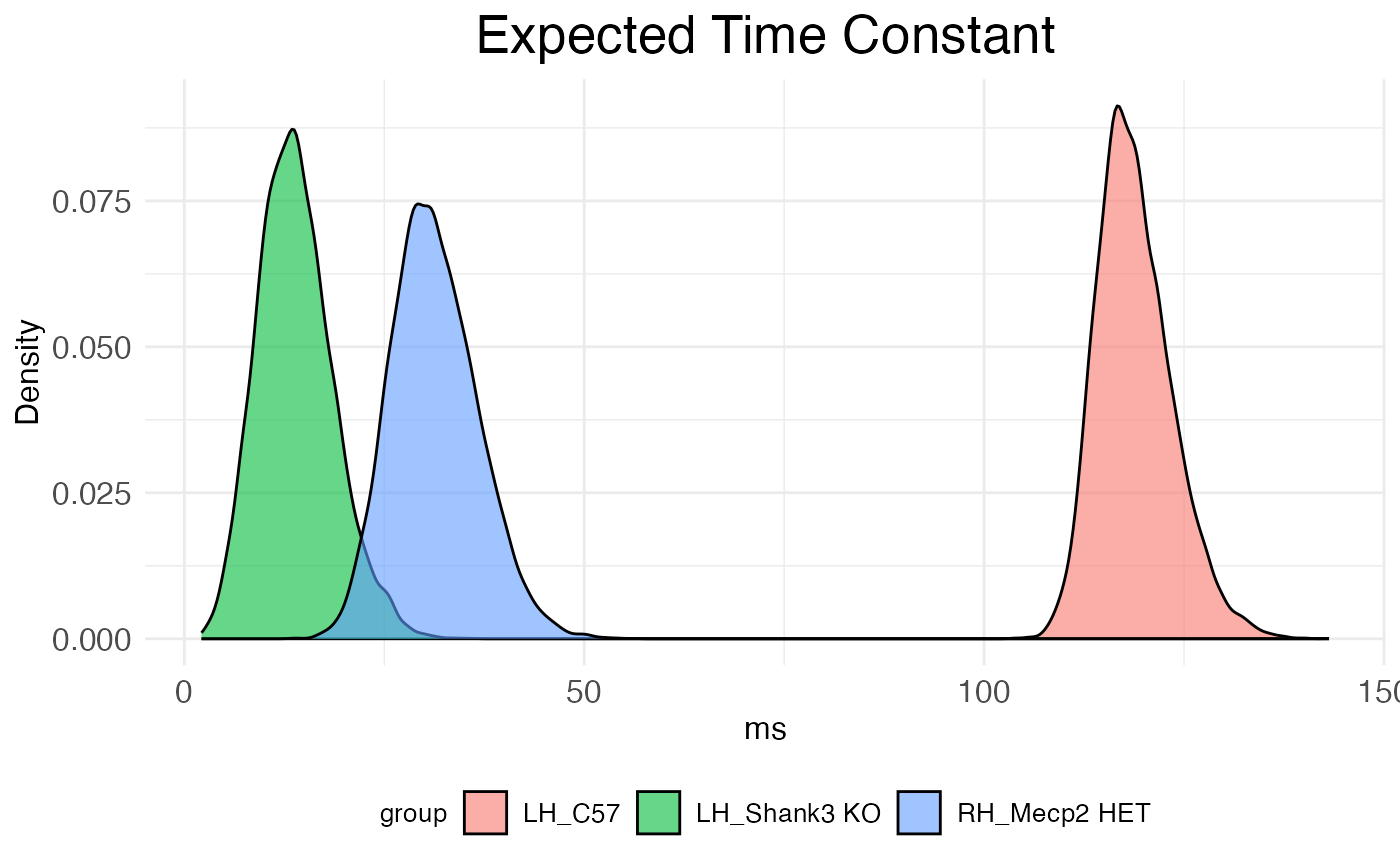 Expected Time Constant
0.075
0.050
0.025
0.000
Density
0 50 100 150
ms
group LH_C57 LH_Shank3 KO RH_Mecp2 HET